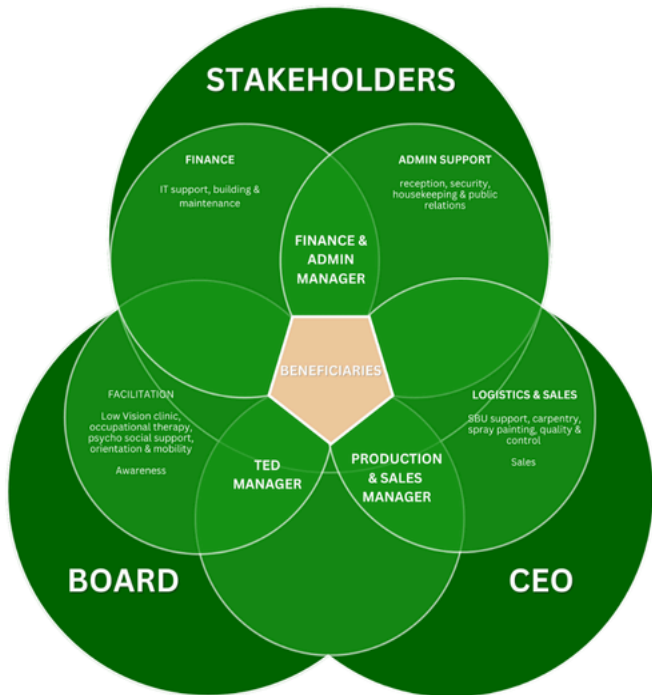 STAKEHOLDERS
FINANCE
IT support, building &
maintenance
ADMIN SUPPORT
reception, security,
housekeeping & public
relations
FINANCE &
ADMIN
MANAGER
BENEFICIARIES
FACILITATION
Low Vision clinic,
occupational therapy,
psycho social support,
orientation & mobility
Awareness
LOGISTICS & SALES
SBU support, carpentry,
spray painting, quality &
control
Sales
TED
MANAGER
PRODUCTION
& SALES
MANAGER
BOARD
CEO